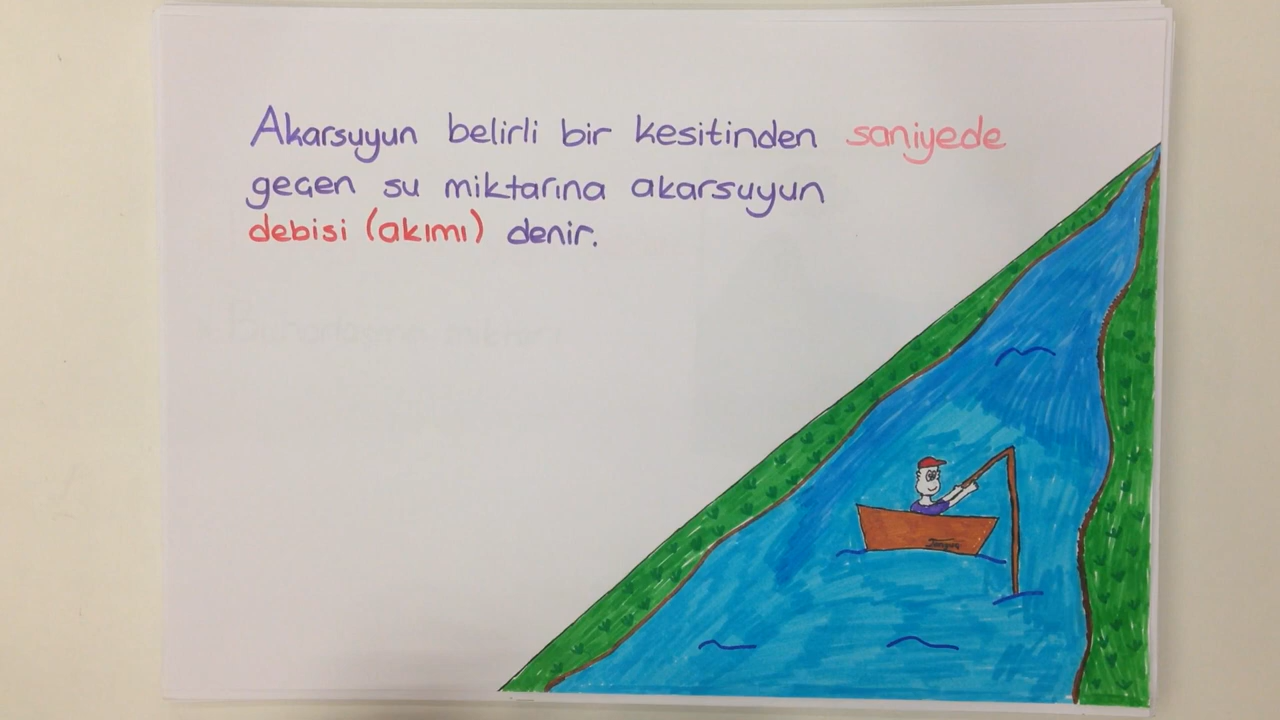 Akarsuyun belirli bir kesitinden saniyede
geçen su miktarına akarsuyun
debisi (akımı) denir.